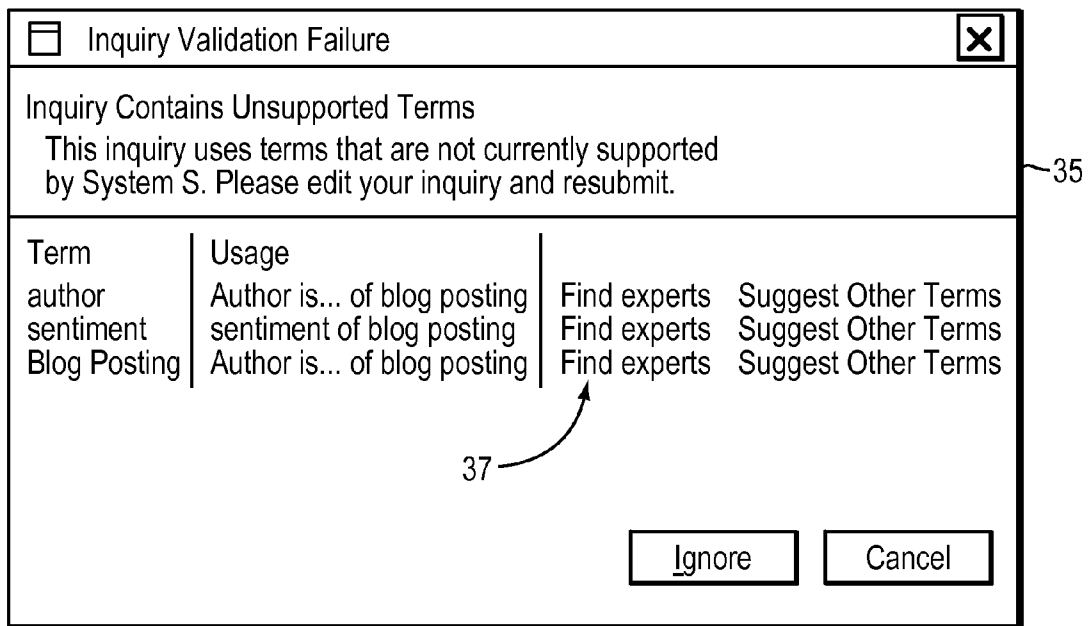 Inquiry Validation Failure
Inquiry Contains Unsupported Terms
This inquiry uses terms that are not currently supported
by System S. Please edit your inquiry and resubmit.
35
Term Usage
author Author is... of blog posting Find experts Suggest Other Terms
sentiment sentiment of blog posting Find experts Suggest Other Terms
Blog Posting Author is... of blog posting Find experts Suggest Other Terms
37
Ignore Cancel